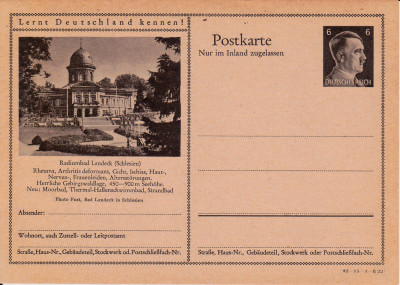 Lernt Deutschland kennen!
Postkarte
Nur im Inland zugelassen
6 6
DEUTSCHES REICH
Radiumbad Landeck (Schlesien)
Rheuma, Arthritis deformans, Gicht, Ischias, Haut-,
Nerven-, Frauenleiden, Altersstörungen.
Herrliche Gebirgswaldlage, 450—900 m Seehöhe.
Neu: Moorbad, Thermal-Hallenschwimmbad, Strandbad
Photo Post, Bad Landeck in Schlesien
Absender:
Wohnort, auch Zustell- oder Leitpostamt
Straße, Haus-Nr., Gebäudeteil, Stockwerk od. Postschließfach-Nr.
Straße, Haus-Nr., Gebäudeteil, Stockwerk oder Postschließfach-Nr.